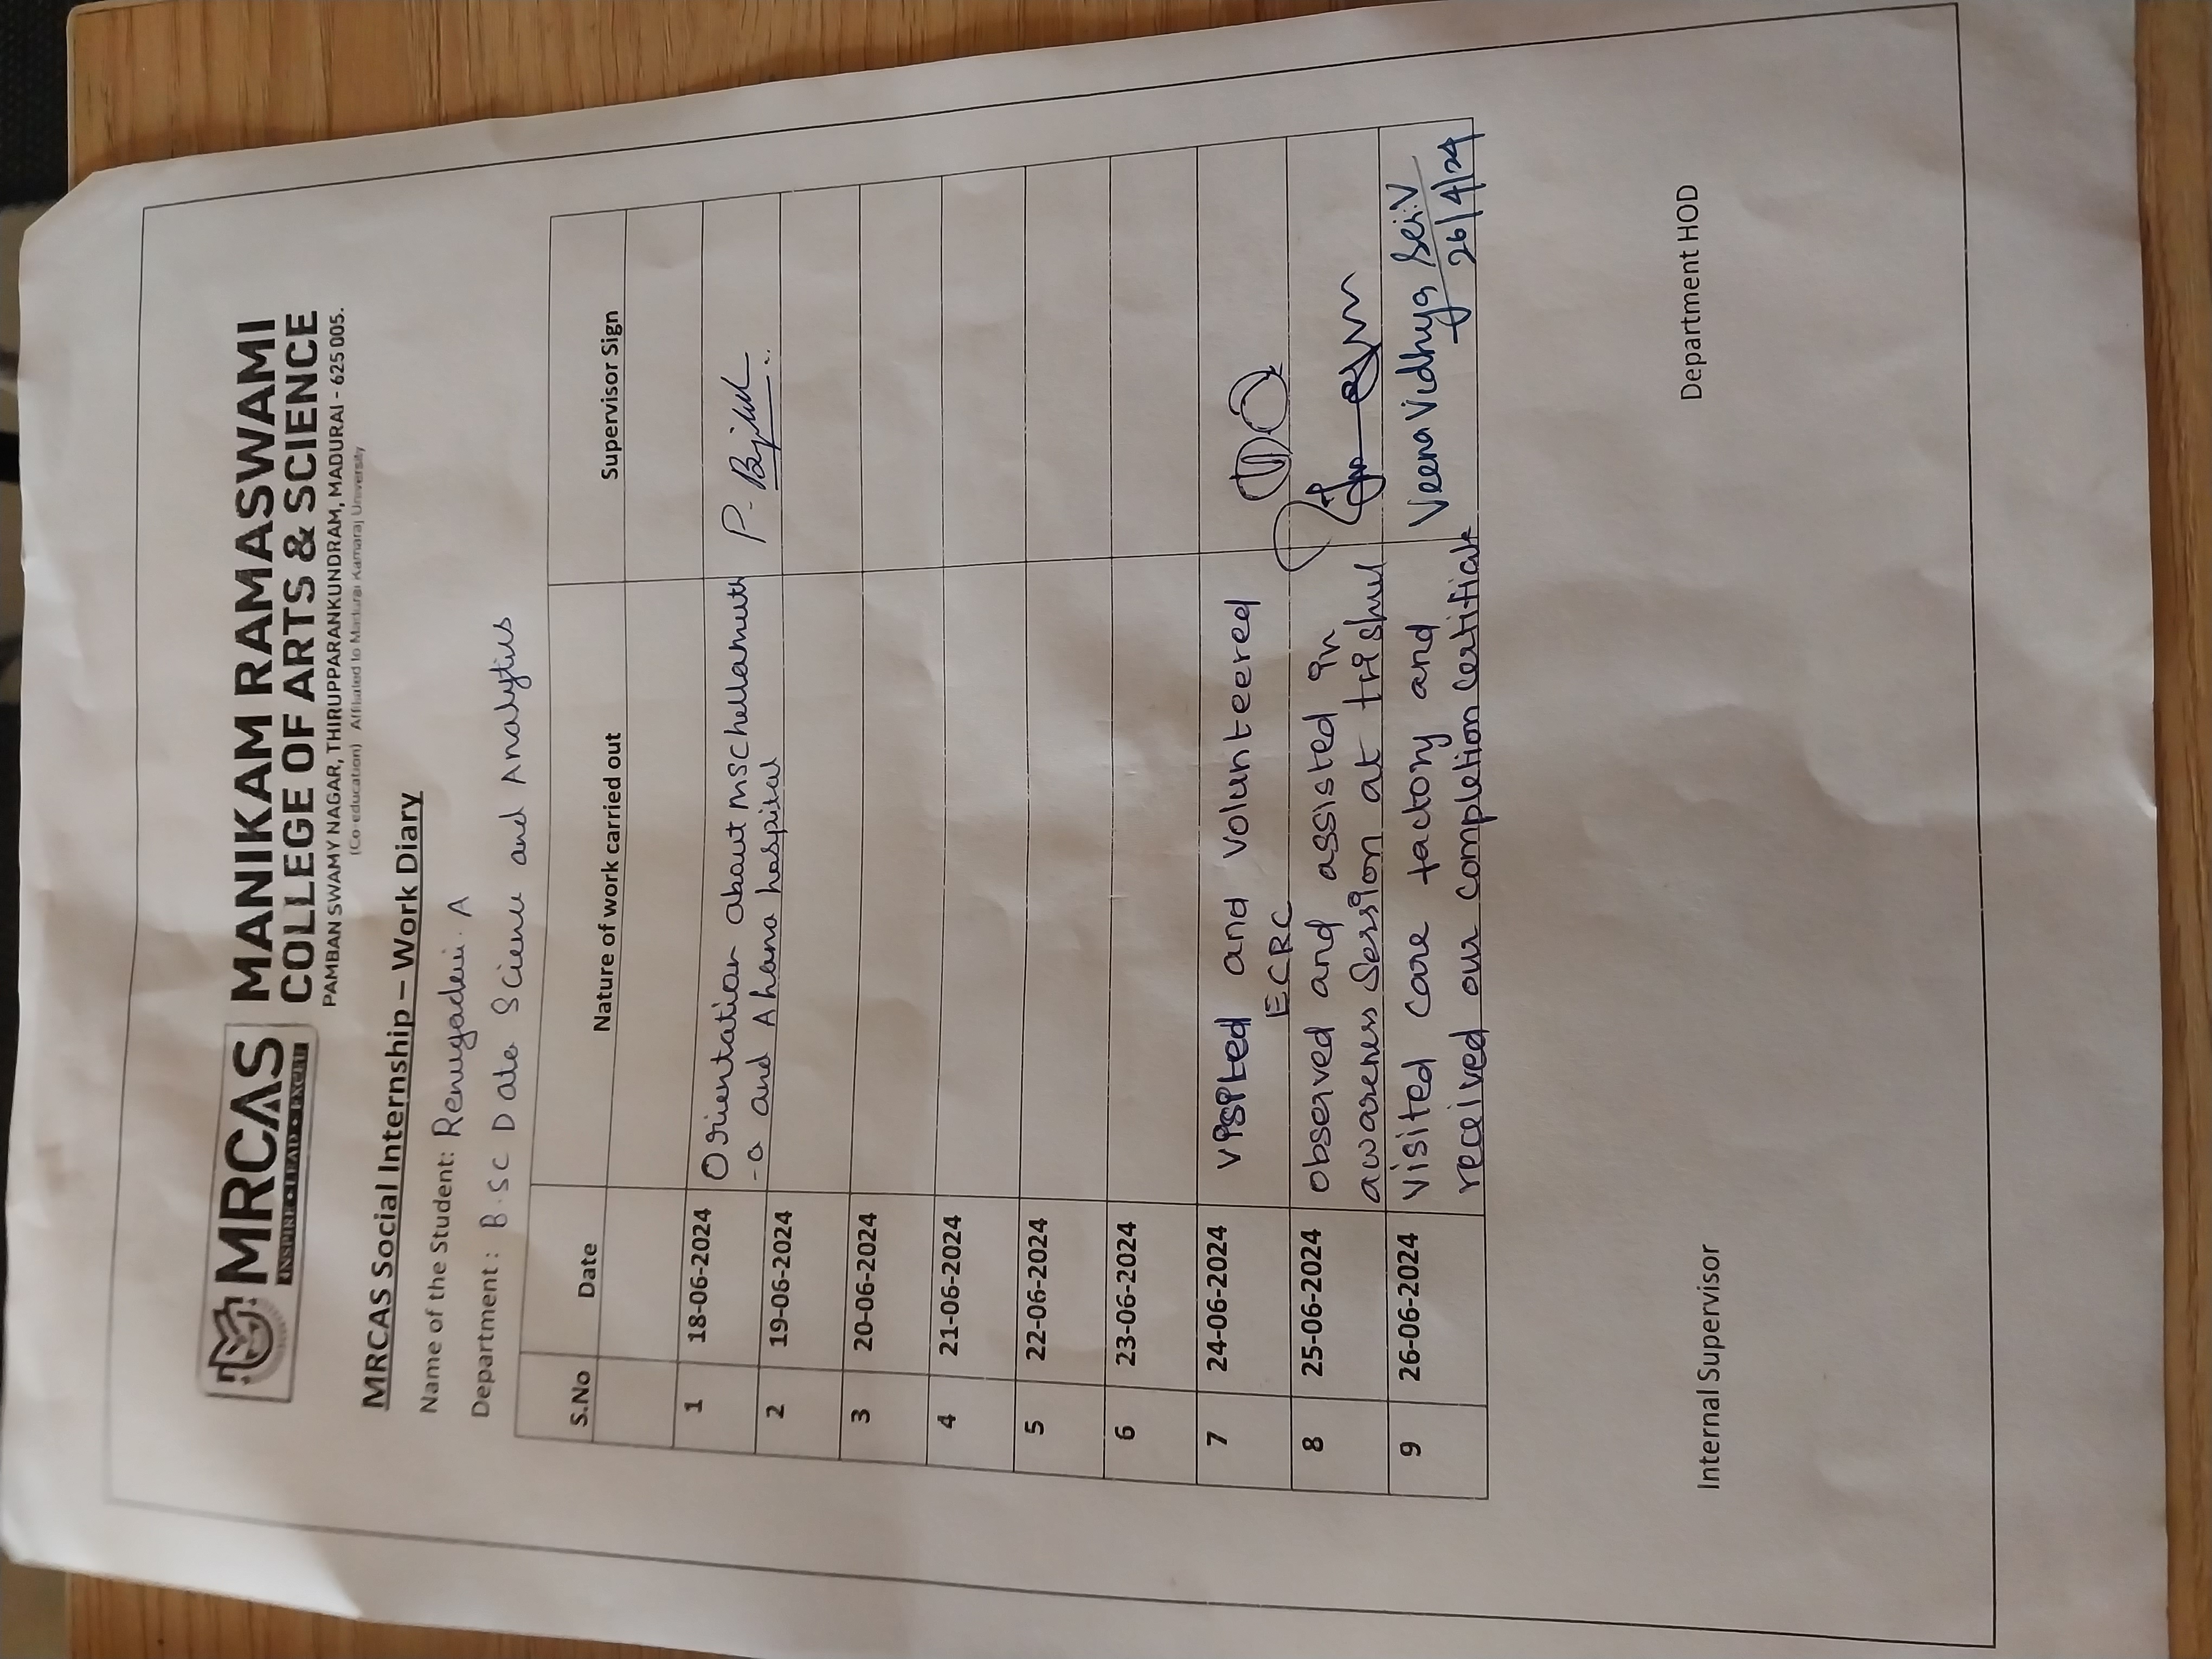 MRCAS
INSPIRE • LEAD • EXCEL
MANIKAM RAMASWAMI
COLLEGE OF ARTS & SCIENCE
PAMBAN SWAMY NAGAR, THIRUPPARANKUNDRAM, MADURAI - 625 005.
(Co-education) Affiliated to Madurai Kamaraj University
MRCAS Social Internship – Work Diary
Name of the Student: Renugadevi. A
Department : B.SC Data Science and Analytics
S.No Date Nature of work carried out Supervisor Sign
1 18-06-2024 Orientation about MSChellamuth
-a and Ahana hospital
2 19-06-2024
3 20-06-2024
4 21-06-2024
5 22-06-2024
6 23-06-2024
7 24-06-2024 visited and volunteered
ECRC
8 25-06-2024 observed and assisted in
awareness Session at trishul
9 26-06-2024 visited care factory and Veena Vidhya
received our completion certificate 26/4/24
Internal Supervisor Department HOD